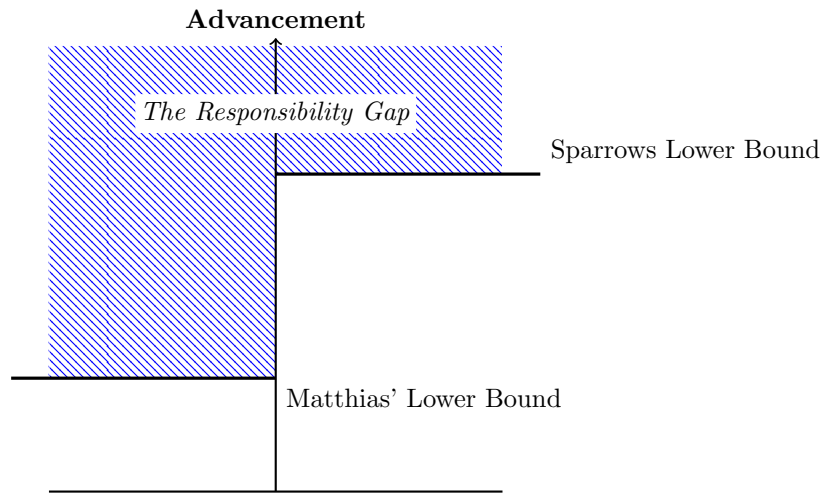 Advancement
The Responsibility Gap
Sparrows Lower Bound
Matthias’ Lower Bound